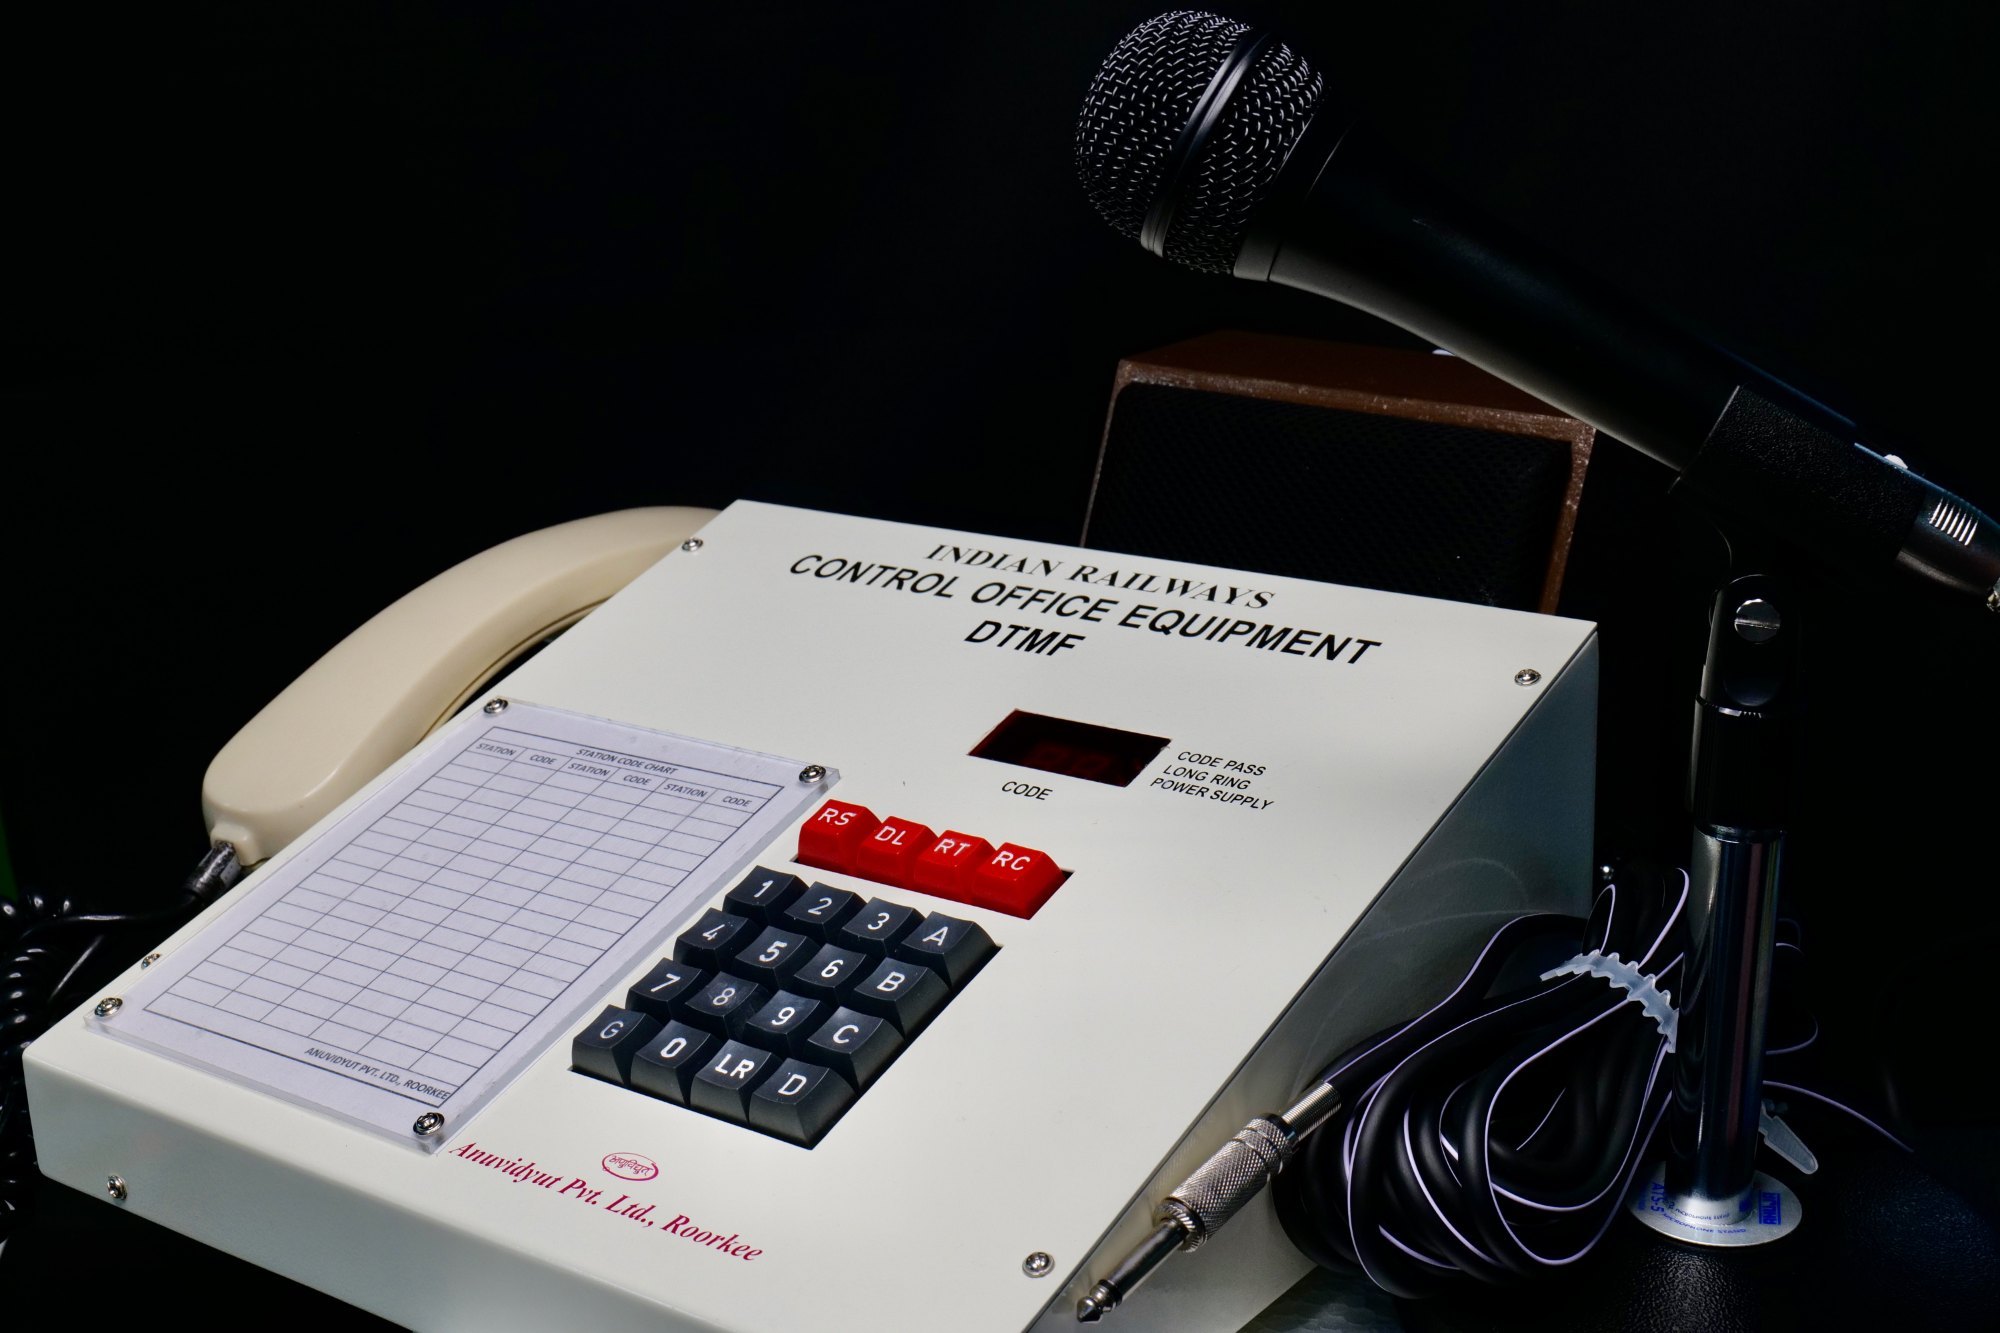 INDIAN RAILWAYS
CONTROL OFFICE EQUIPMENT
DTMF
CODE
CODE PASS
LONG RING
POWER SUPPLY
STATION CODE CHART
STATION CODE STATION CODE STATION CODE
ANUVIDYUT PVT. LTD., ROORKEE
RS DL RT RC
1 2 3 A
4 5 6 B
7 8 9 C
G 0 LR D
अणुविद्युत्
Anuvidyut Pvt. Ltd., Roorkee